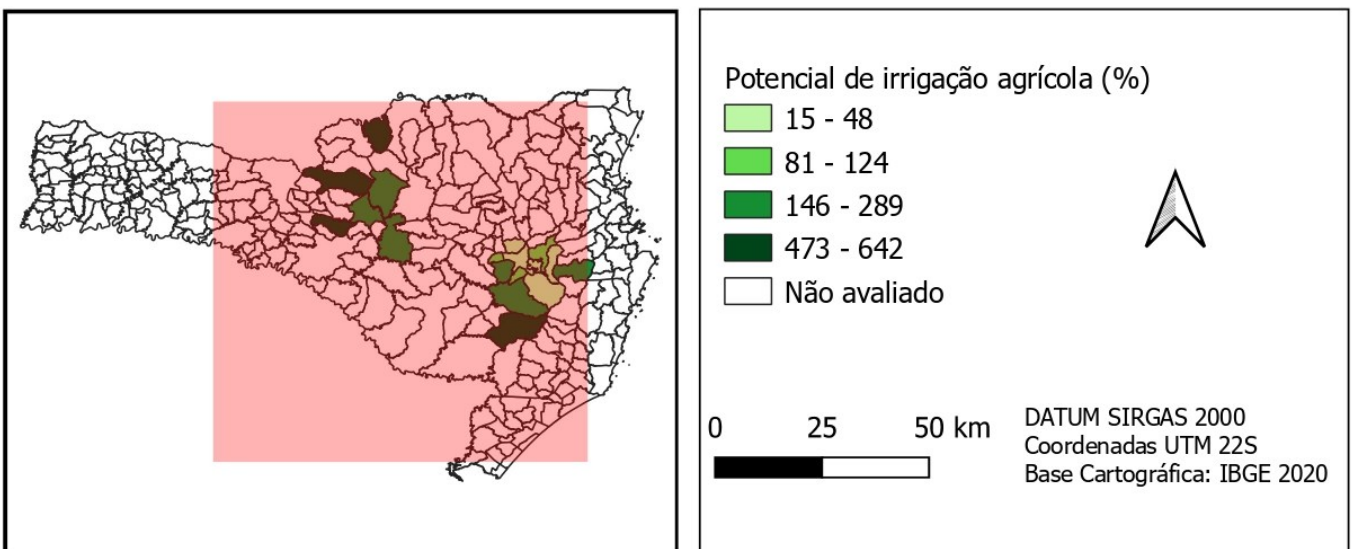 Potencial de irrigação agrícola (%)
15 - 48
81 - 124
146 - 289
473 - 642
Não avaliado
0 25 50 km
DATUM SIRGAS 2000
Coordenadas UTM 22S
Base Cartográfica: IBGE 2020